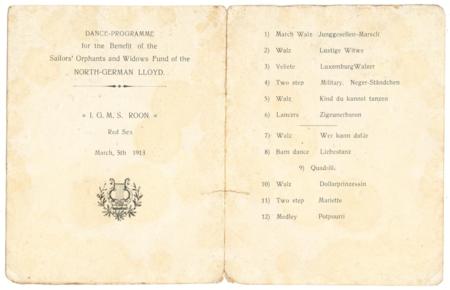 DANCE-PROGRAMME
for the Benefit of the
Sailors' Orphants and Widows Fund of the
NORTH-GERMAN LLOYD.
« I. G. M. S. ROON. «
Red Sea
March, 5th 1913.
1) March Walz Junggesellen-Marsch
2) Walz Lustige Witwe
3) Veliete Luxemburg Walzer
4) Two step Military. Neger-Ständchen
5) Walz Kind du kannst tanzen
6) Lancers Zigeunerbaron
7) Walz Wer kann dafür
8) Barn dance Liebestanz
9) Quadrill.
10) Walz Dollarprinzessin
11) Two step Mariette
12) Medley Potpourri